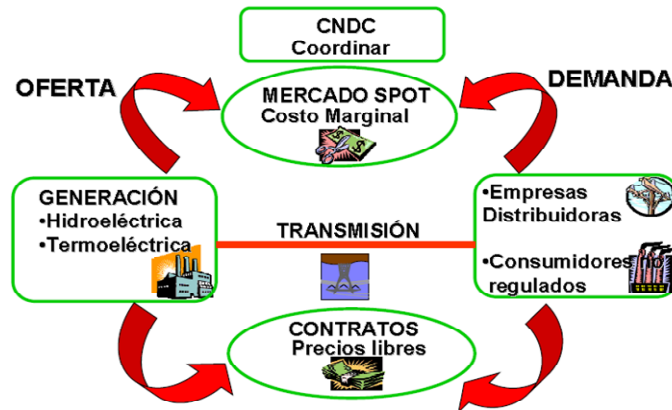 CNDC
Coordinar
OFERTA
DEMANDA
MERCADO SPOT
Costo Marginal
GENERACIÓN
•Hidroeléctrica
•Termoeléctrica
TRANSMISIÓN
•Empresas
Distribuidoras
•Consumidores no
regulados
CONTRATOS
Precios libres